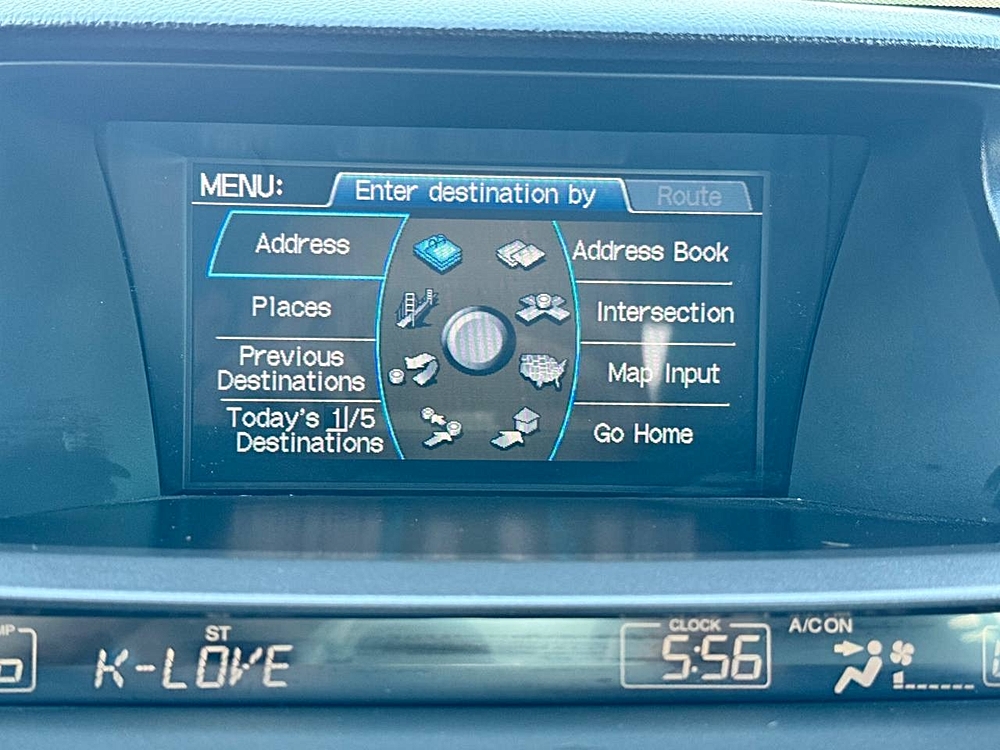 MENU:
Enter destination by
Route
Address
Address Book
Places
Intersection
Previous
Destinations
Map Input
Today's 1/5
Destinations
Go Home
ST
K-LOVE
CLOCK
5:56
A/C ON